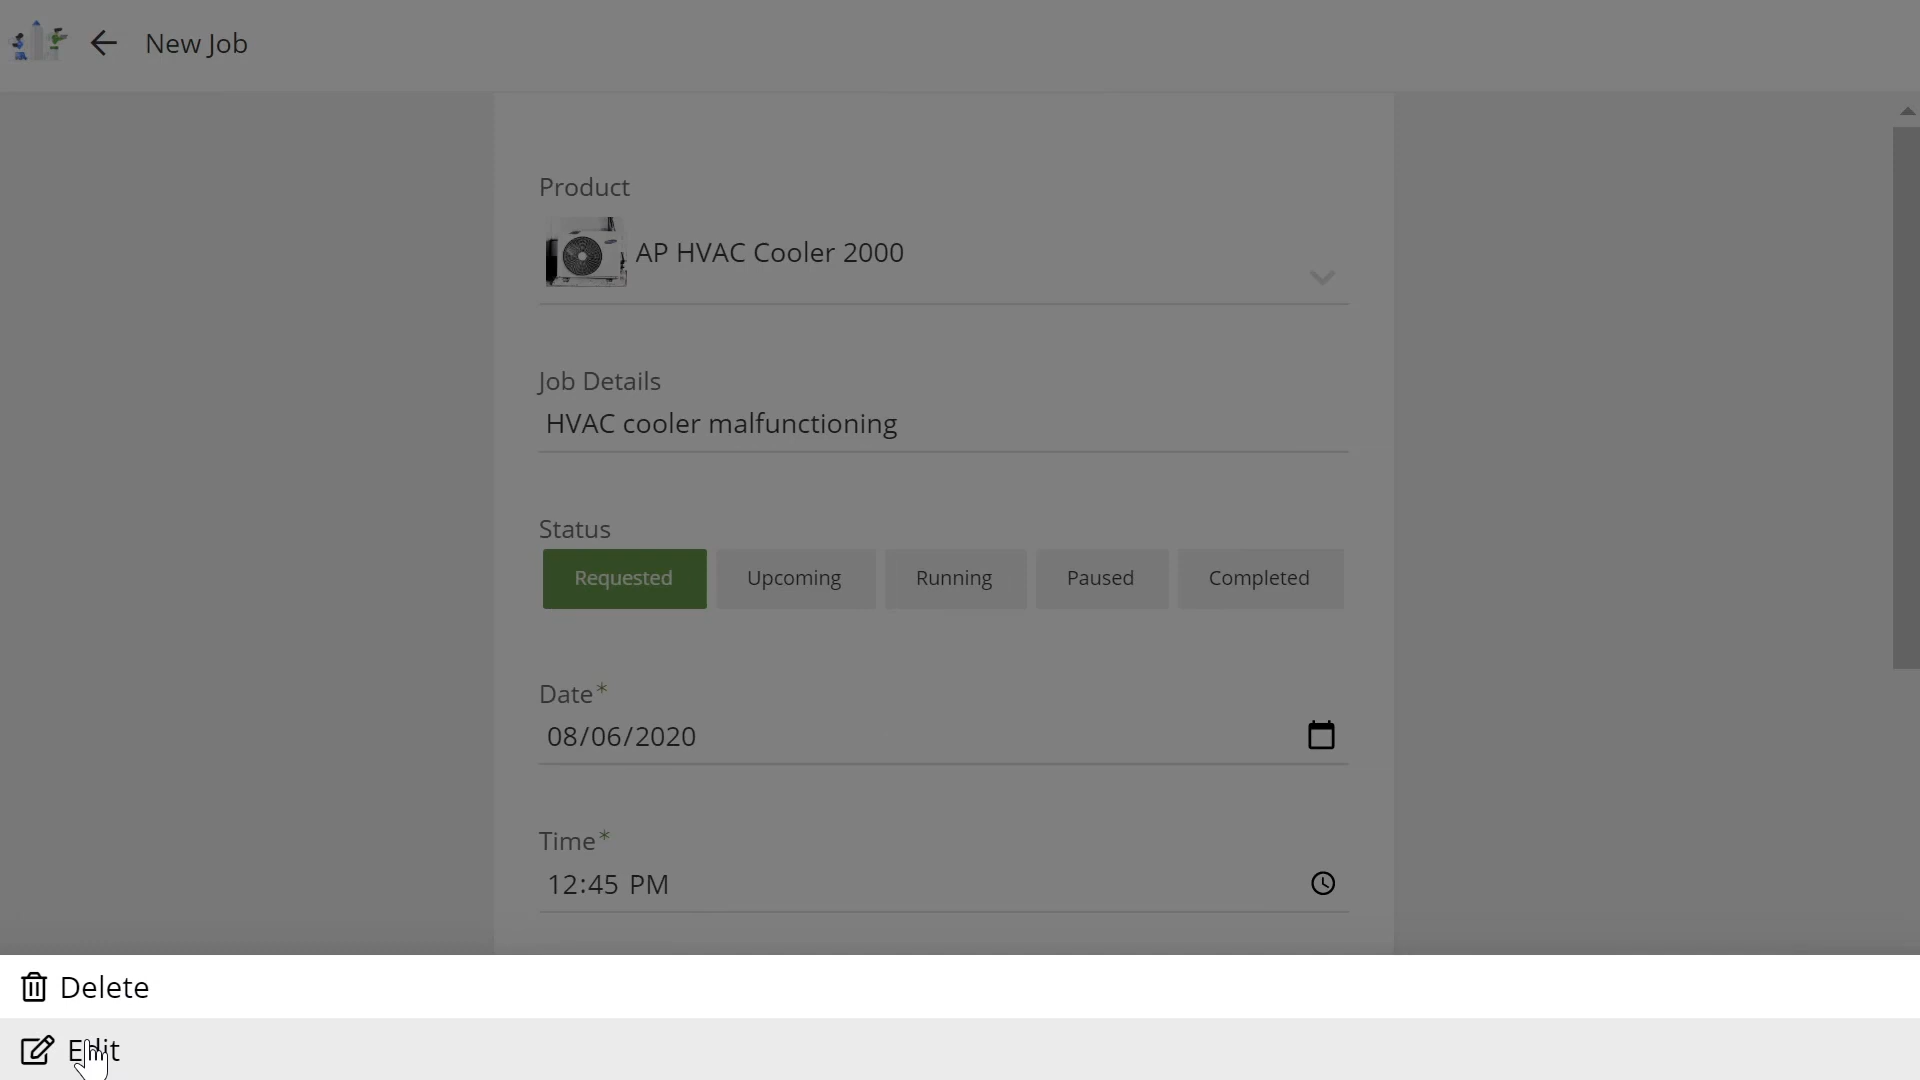 New Job
Product
AP HVAC Cooler 2000
Job Details
HVAC cooler malfunctioning
Status
Requested Upcoming Running Paused Completed
Date*
08/06/2020
Time*
12:45 PM
Delete
Edit